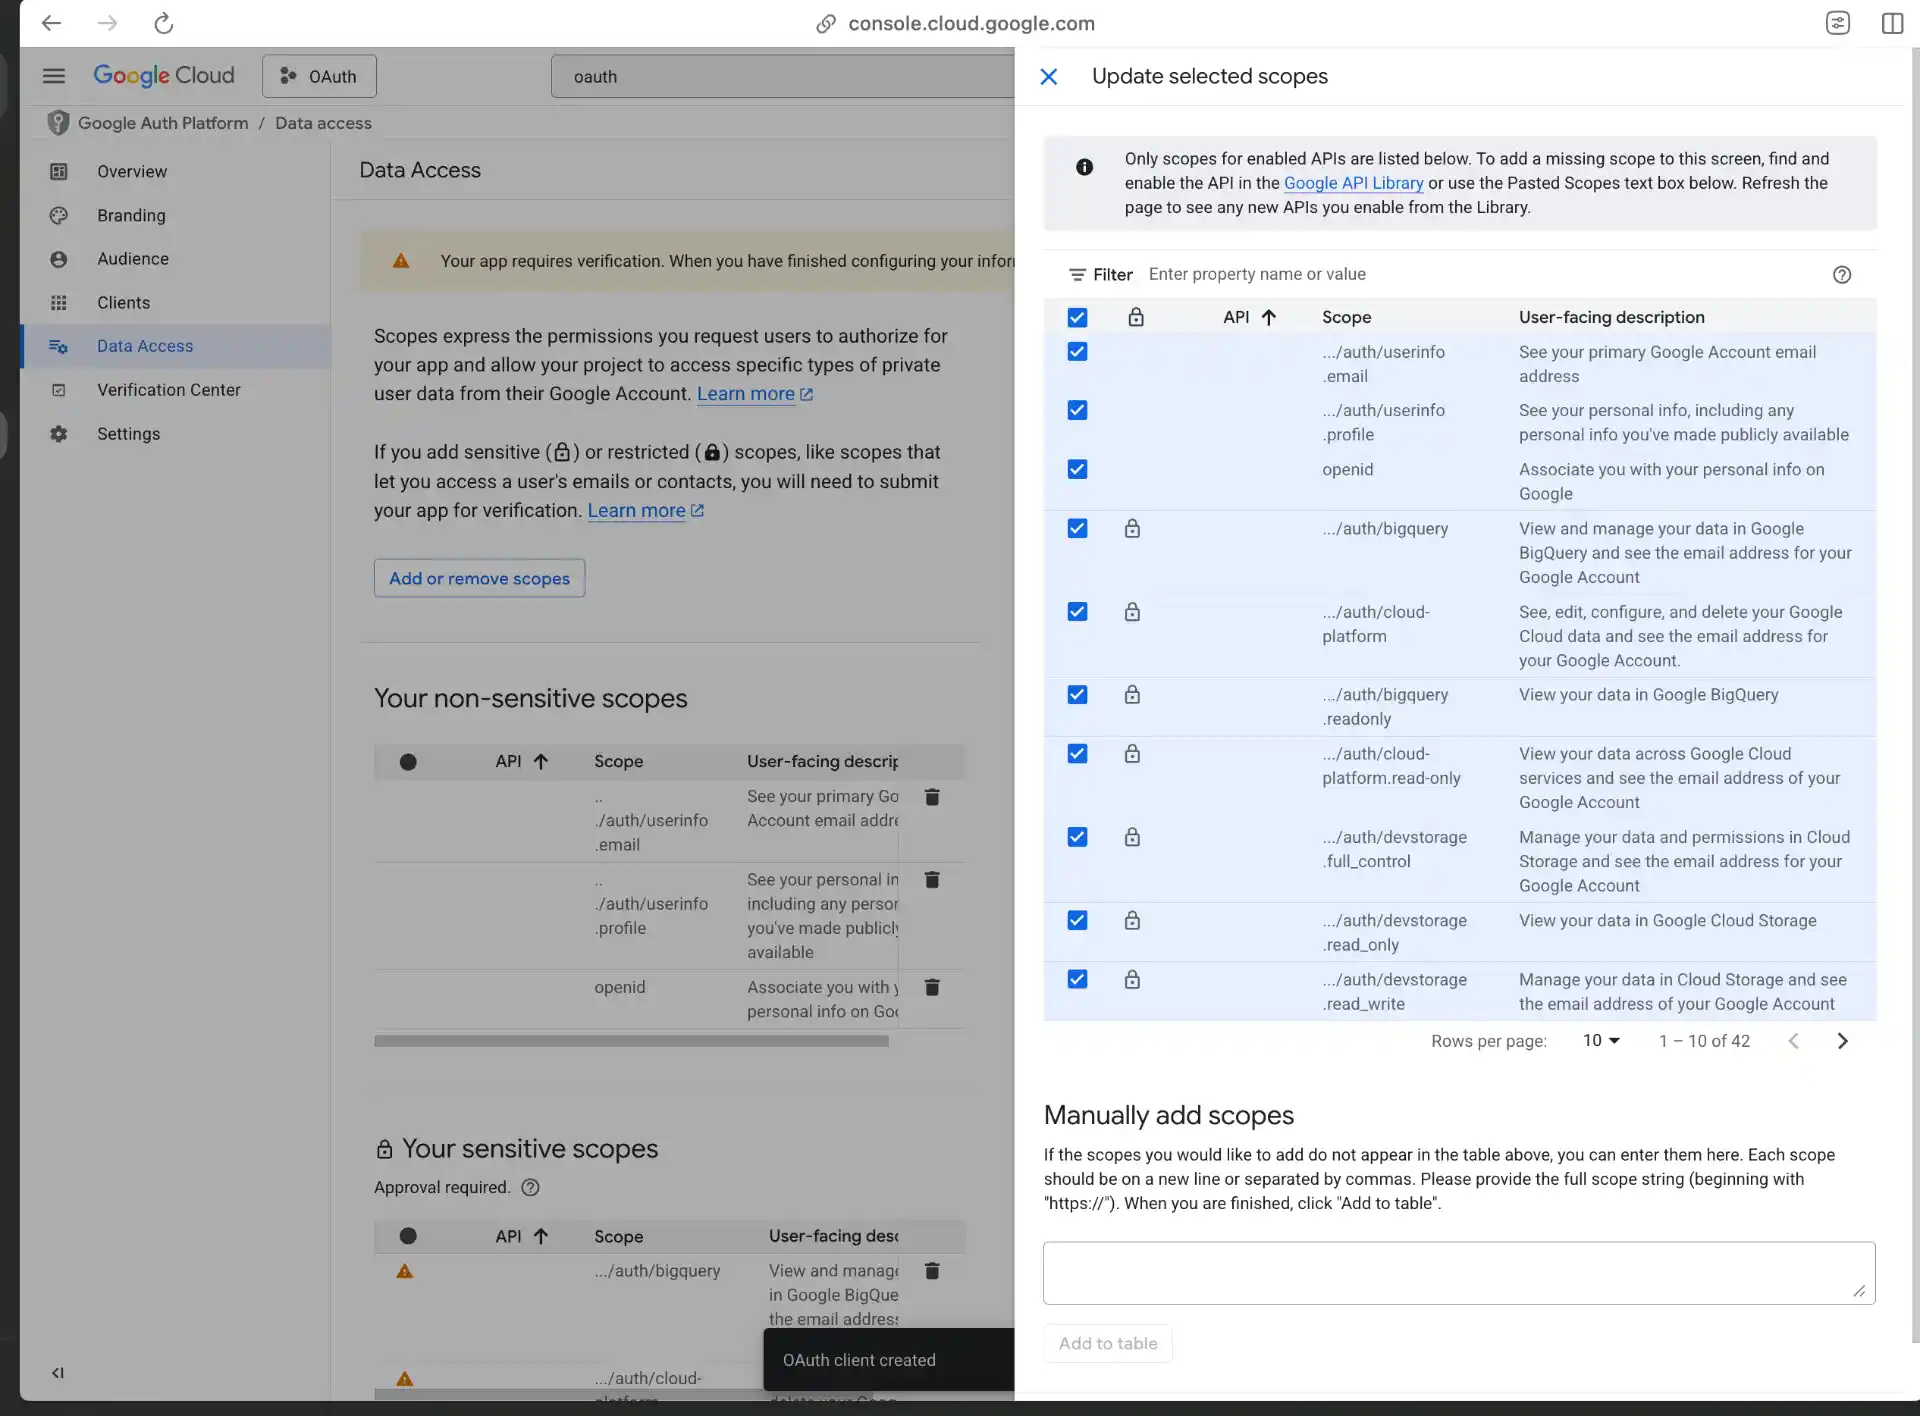 console.cloud.google.com
Google Cloud
OAuth
oauth
Google Auth Platform / Data access
Overview
Branding
Audience
Clients
Data Access
Verification Center
Settings
Data Access
Your app requires verification. When you have finished configuring your infor
Scopes express the permissions you request users to authorize for
your app and allow your project to access specific types of private
user data from their Google Account. Learn more
If you add sensitive ( ) or restricted ( ) scopes, like scopes that
let you access a user's emails or contacts, you will need to submit
your app for verification. Learn more
Add or remove scopes
Your non-sensitive scopes
API Scope User-facing descrip
..
./auth/userinfo
.email
See your primary Go
Account email addre
..
./auth/userinfo
.profile
See your personal in
including any person
you've made publicly
available
openid
Associate you with y
personal info on Goo
Your sensitive scopes
Approval required.
API Scope User-facing desc
.../auth/bigquery
View and manage
in Google BigQue
the email address
.../auth/cloud-
platform
OAuth client created
Update selected scopes
Only scopes for enabled APIs are listed below. To add a missing scope to this screen, find and
enable the API in the Google API Library or use the Pasted Scopes text box below. Refresh the
page to see any new APIs you enable from the Library.
Filter Enter property name or value
API Scope User-facing description
.../auth/userinfo
.email
See your primary Google Account email
address
.../auth/userinfo
.profile
See your personal info, including any
personal info you've made publicly available
openid
Associate you with your personal info on
Google
.../auth/bigquery
View and manage your data in Google
BigQuery and see the email address for your
Google Account
.../auth/cloud-
platform
See, edit, configure, and delete your Google
Cloud data and see the email address for
your Google Account.
.../auth/bigquery
.readonly
View your data in Google BigQuery
.../auth/cloud-
platform.read-only
View your data across Google Cloud
services and see the email address of your
Google Account
.../auth/devstorage
.full_control
Manage your data and permissions in Cloud
Storage and see the email address for your
Google Account
.../auth/devstorage
.read_only
View your data in Google Cloud Storage
.../auth/devstorage
.read_write
Manage your data in Cloud Storage and see
the email address of your Google Account
Rows per page: 10 1 – 10 of 42
Manually add scopes
If the scopes you would like to add do not appear in the table above, you can enter them here. Each scope
should be on a new line or separated by commas. Please provide the full scope string (beginning with
"https://"). When you are finished, click "Add to table".
Add to table